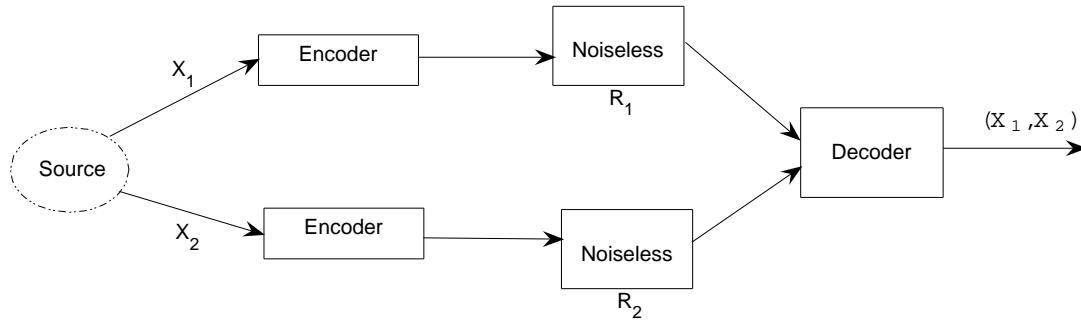 X1
Encoder
Noiseless
R1
Source
Decoder
(X1,X2)
X2
Encoder
Noiseless
R2